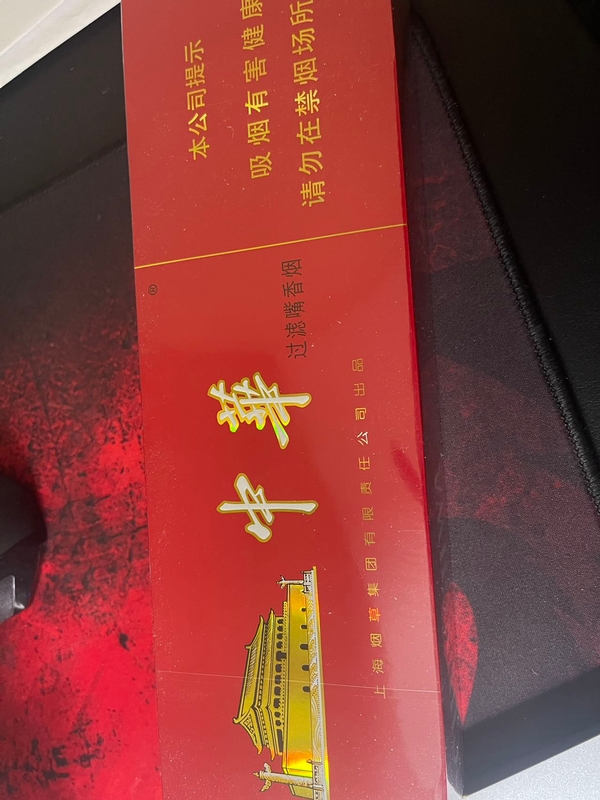 中華
过滤嘴香烟
®
上海烟草集团有限责任公司出品
本公司提示
吸烟有害健康
请勿在禁烟场所